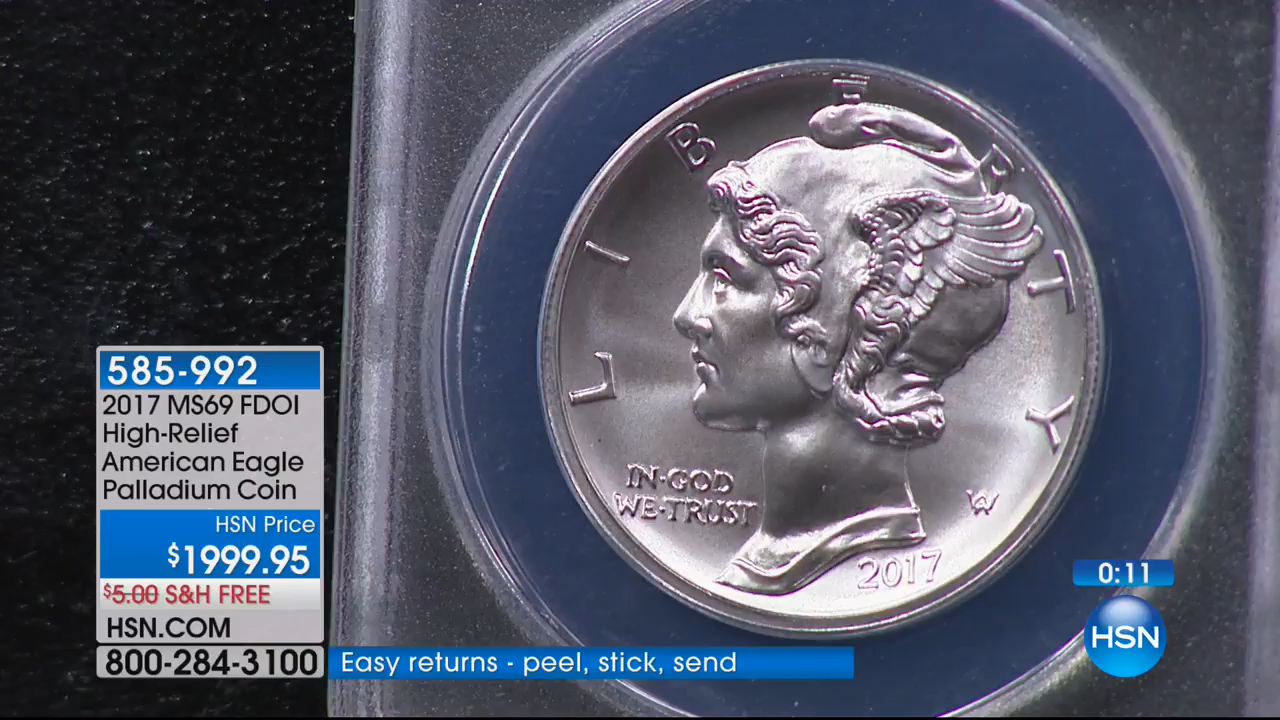 LIBERTY
IN·GOD
WE·TRUST
W
2017
585-992
2017 MS69 FDOI
High-Relief
American Eagle
Palladium Coin
HSN Price
$1999.95
$5.00 S&H FREE
HSN.COM
800-284-3100
Easy returns - peel, stick, send
0:11
HSN